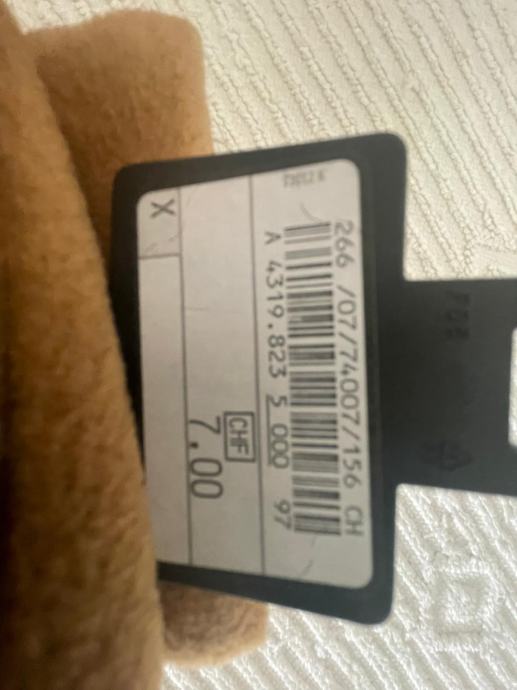 266 /07/74007/156 CH
A 4319.823 5 000 97
CHF
7.00
X